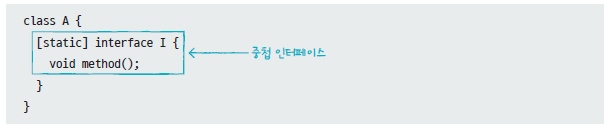 class A {
[static] interface I {
void method();
}
}
중첩 인터페이스